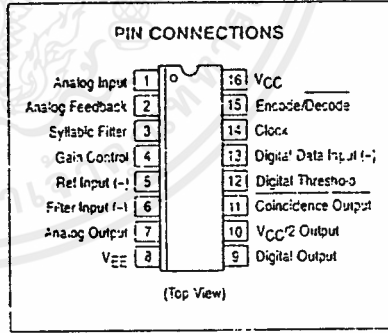 PIN CONNECTIONS
Analog Input 1 16 VCC
Analog Feedback 2 15 Encode/Decode
Syllabic Filter 3 14 Clock
Gain Control 4 13 Digital Data Input (–)
Ref Input (–) 5 12 Digital Threshold
Filter Input (–) 6 11 Coincidence Output
Analog Output 7 10 VCC/2 Output
VEE 8 9 Digital Output
(Top View)